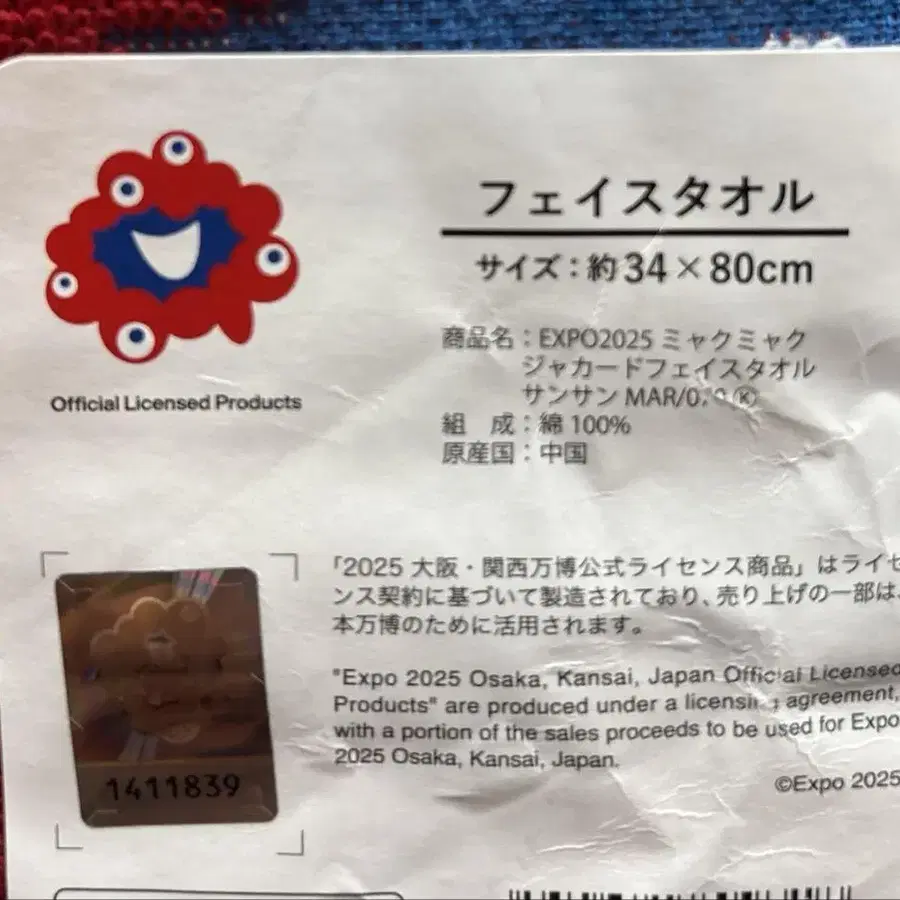 Official Licensed Products
フェイスタオル
サイズ：約34×80cm
商品名：EXPO2025 ミャクミャク
ジャカードフェイスタオル
サンサン Ⓚ
組　成：綿 100%
原産国：中国
1411839
「2025 大阪・関西万博公式ライセンス商品」はライセ
ンス契約に基づいて製造されており、売り上げの一部は、
本万博のために活用されます。
"Expo 2025 Osaka, Kansai, Japan Official Licensed
Products" are produced under a agreement,
with a portion of the sales proceeds to be used for Expo
2025 Osaka, Kansai, Japan.
©Expo 2025